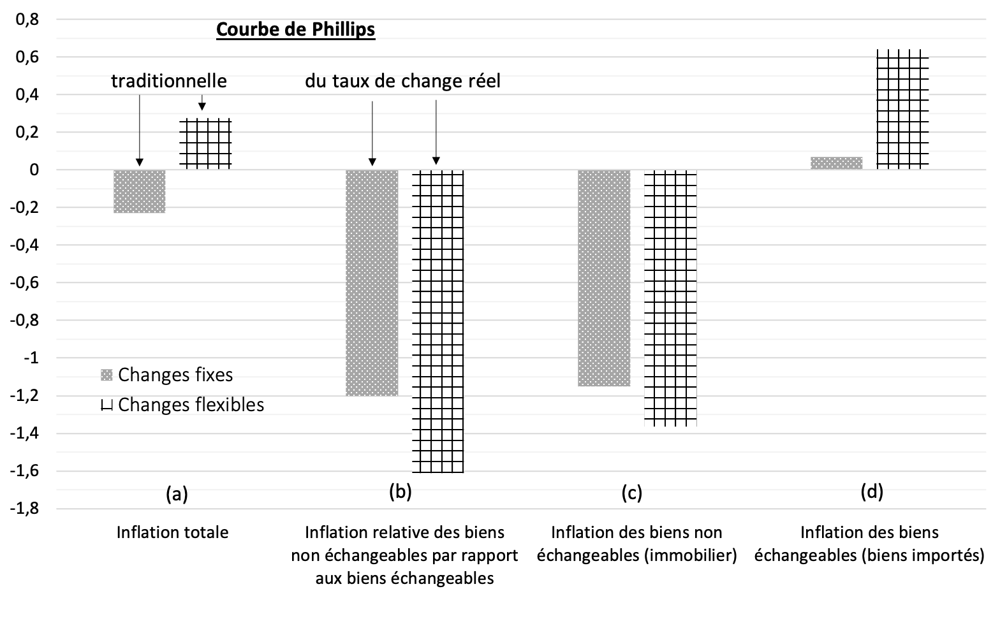 Courbe de Phillips
traditionnelle
du taux de change réel
0,8
0,6
0,4
0,2
0
-0,2
-0,4
-0,6
-0,8
-1
-1,2
-1,4
-1,6
-1,8
Changes fixes
Changes flexibles
(a)
(b)
(c)
(d)
Inflation totale
Inflation relative des biens
non échangeables par rapport
aux biens échangeables
Inflation des biens non
échangeables (immobilier)
Inflation des biens
échangeables (biens importés)